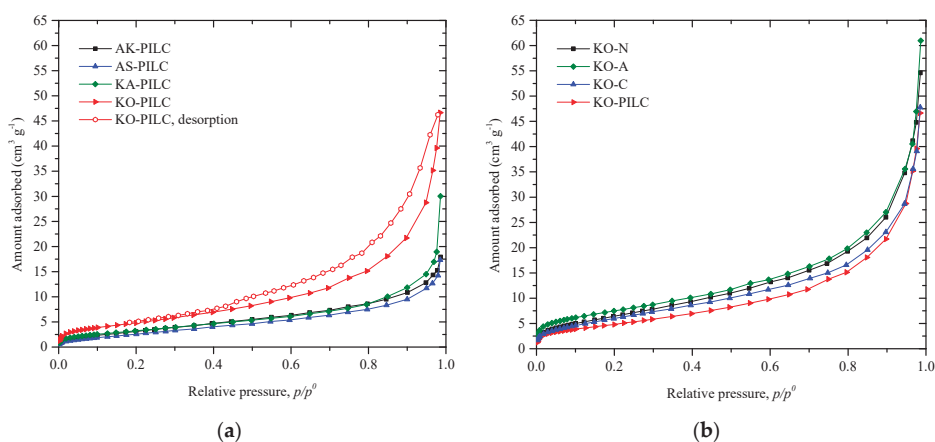 65
60
55
50
45
40
35
30
25
20
15
10
5
0
Amount adsorbed (cm³ g⁻¹)
AK-PILC
AS-PILC
KA-PILC
KO-PILC
KO-PILC, desorption
0.0 0.2 0.4 0.6 0.8 1.0
Relative pressure, p/p⁰
(a)
65
60
55
50
45
40
35
30
25
20
15
10
5
0
Amount adsorbed (cm³ g⁻¹)
KO-N
KO-A
KO-C
KO-PILC
0.0 0.2 0.4 0.6 0.8 1.0
Relative pressure, p/p⁰
(b)